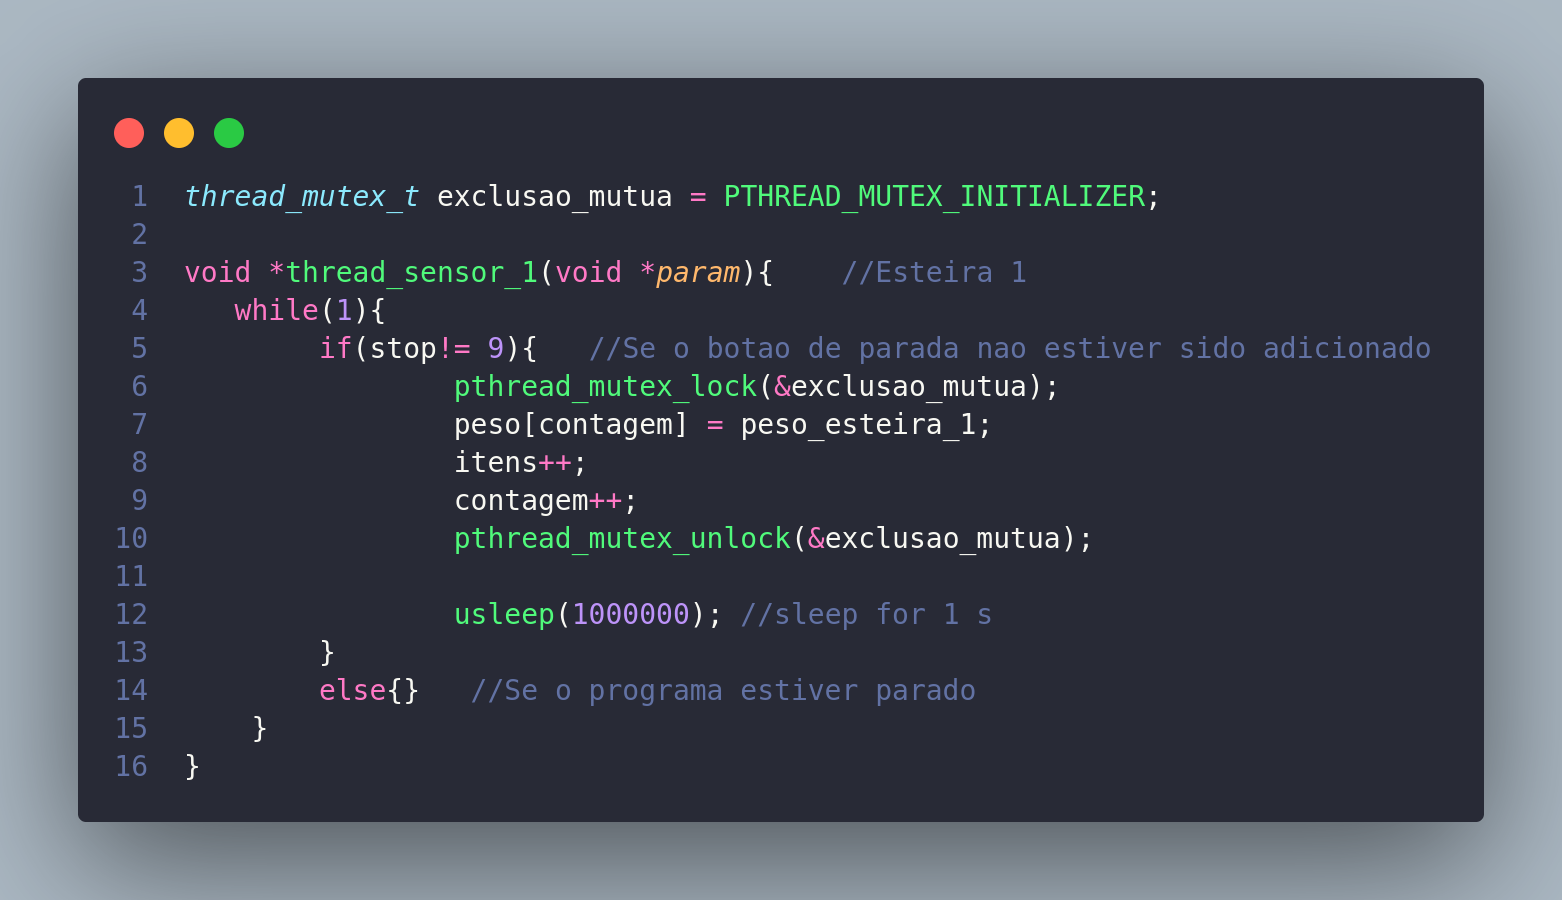 1 thread_mutex_t exclusao_mutua = PTHREAD_MUTEX_INITIALIZER;
2
3 void *thread_sensor_1(void *param){    //Esteira 1
4    while(1){
5         if(stop!= 9){   //Se o botao de parada nao estiver sido adicionado
6                 pthread_mutex_lock(&exclusao_mutua);
7                 peso[contagem] = peso_esteira_1;
8                 itens++;
9                 contagem++;
10                 pthread_mutex_unlock(&exclusao_mutua);
11
12                 usleep(1000000); //sleep for 1 s
13         }
14         else{}   //Se o programa estiver parado
15     }
16 }